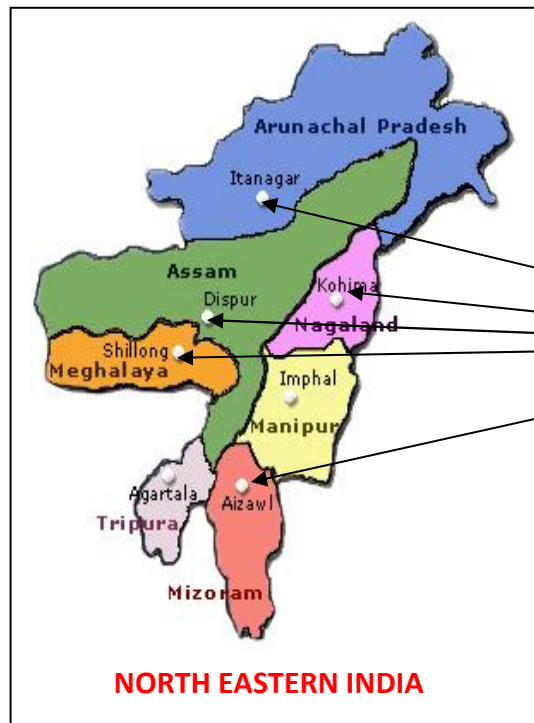 Arunachal Pradesh
Itanagar
Assam
Kohima
Dispur
Nagaland
Shillong
Meghalaya
Imphal
Manipur
Agartala
Aizawl
Tripura
Mizoram
NORTH EASTERN INDIA